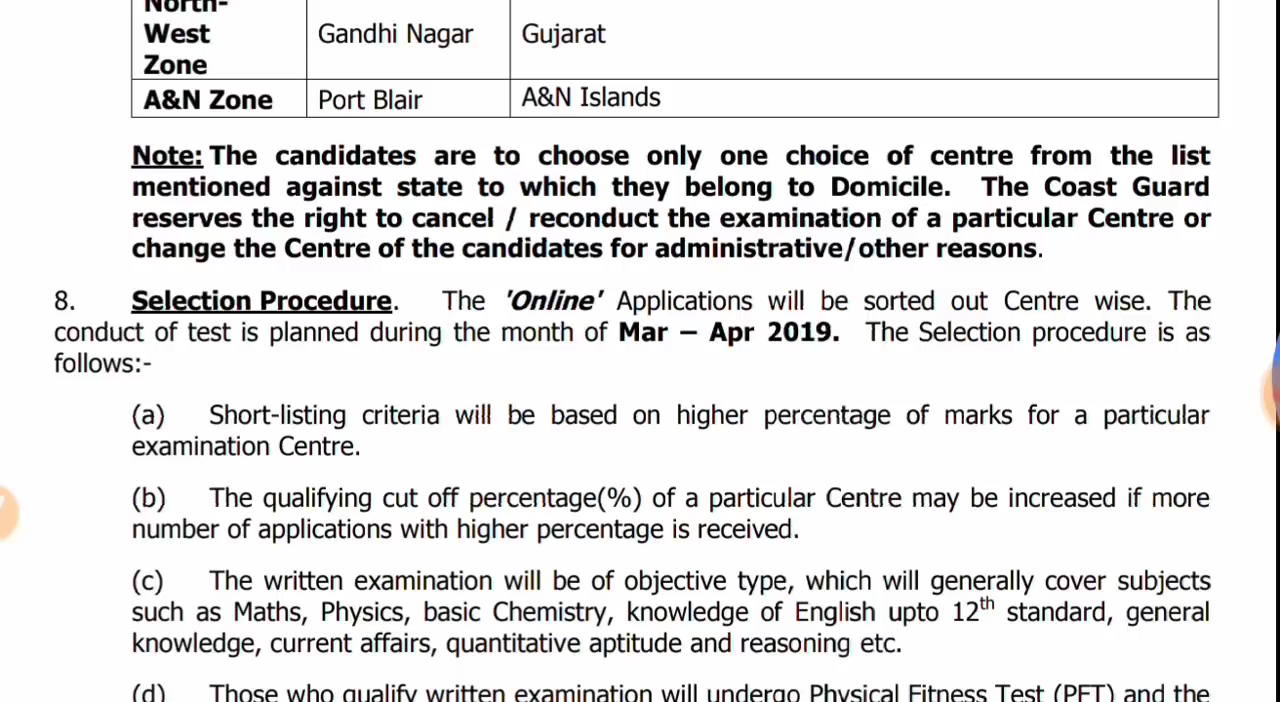 North-
West
Zone
Gandhi Nagar
Gujarat
A&N Zone
Port Blair
A&N Islands
Note: The candidates are to choose only one choice of centre from the list
mentioned against state to which they belong to Domicile. The Coast Guard
reserves the right to cancel / reconduct the examination of a particular Centre or
change the Centre of the candidates for administrative/other reasons.
8. Selection Procedure. The 'Online' Applications will be sorted out Centre wise. The
conduct of test is planned during the month of Mar – Apr 2019. The Selection procedure is as
follows:-
(a) Short-listing criteria will be based on higher percentage of marks for a particular
examination Centre.
(b) The qualifying cut off percentage(%) of a particular Centre may be increased if more
number of applications with higher percentage is received.
(c) The written examination will be of objective type, which will generally cover subjects
such as Maths, Physics, basic Chemistry, knowledge of English upto 12th standard, general
knowledge, current affairs, quantitative aptitude and reasoning etc.
(d) Those who qualify written examination will undergo Physical Fitness Test (PFT) and the